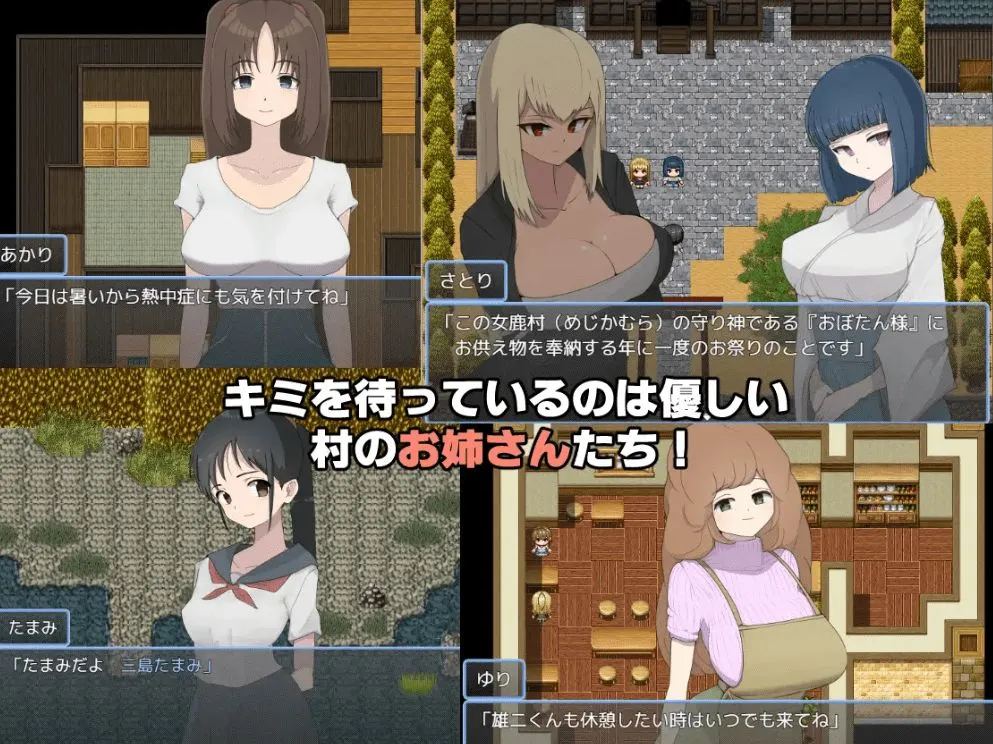 あかり
「今日は暑いから熱中症にも気を付けてね」
さとり
「この女鹿村(めじかむら)の守り神である『おぼたん様』に
お供え物を奉納する年に一度のお祭りのことです」
キミを待っているのは優しい
村のお姉さんたち!
たまみ
「たまみだよ　三島たまみ」
ゆり
「雄二くんも休憩したい時はいつでも来てね」